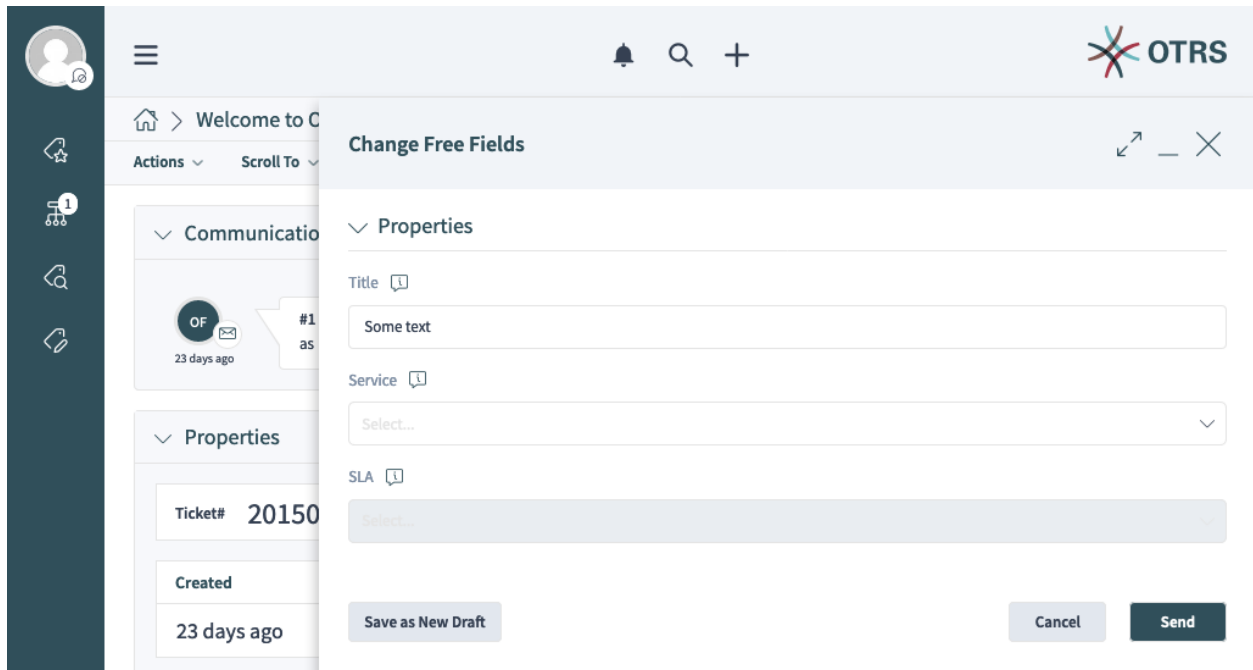 OTRS
Welcome to O
Actions
Scroll To
Communicatio
OF
23 days ago
#1
as
Properties
Ticket# 20150
Created
23 days ago
1
Change Free Fields
Properties
Title
Some text
Service
Select...
SLA
Select...
Save as New Draft
Cancel
Send